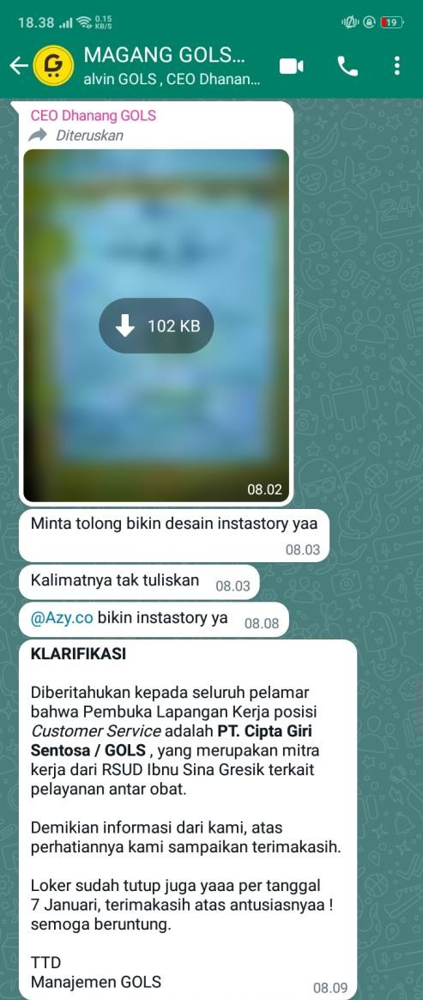 18.38 0.15 KB/S 19
MAGANG GOLS...
alvin GOLS , CEO Dhanan...
CEO Dhanang GOLS
Diteruskan
102 KB
08.02
Minta tolong bikin desain instastory yaa
08.03
Kalimatnya tak tuliskan 08.03
@Azy.co bikin instastory ya 08.08
KLARIFIKASI
Diberitahukan kepada seluruh pelamar
bahwa Pembuka Lapangan Kerja posisi
Customer Service adalah PT. Cipta Giri
Sentosa / GOLS , yang merupakan mitra
kerja dari RSUD Ibnu Sina Gresik terkait
pelayanan antar obat.
Demikian informasi dari kami, atas
perhatiannya kami sampaikan terimakasih.
Loker sudah tutup juga yaaa per tanggal
7 Januari, terimakasih atas antusiasnyaa !
semoga beruntung.
TTD
Manajemen GOLS
08.09